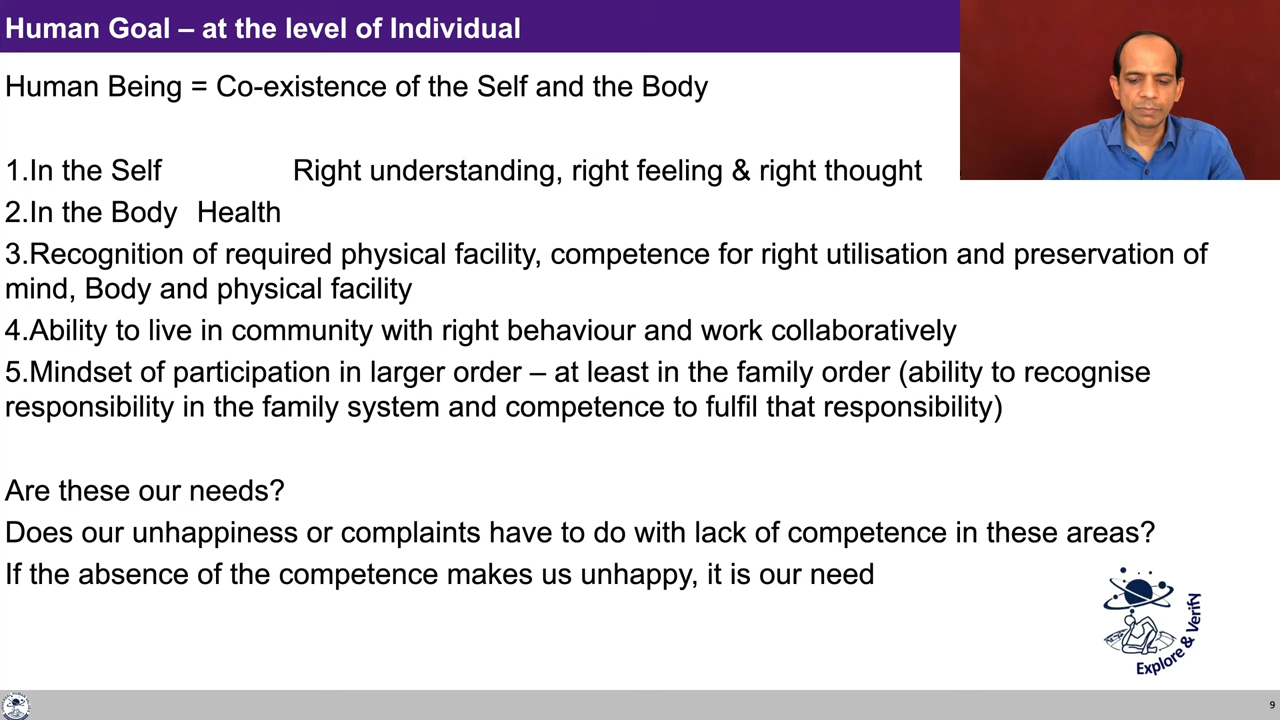 Human Goal – at the level of Individual
Human Being = Co-existence of the Self and the Body
1.In the Self Right understanding, right feeling & right thought
2.In the Body Health
3.Recognition of required physical facility, competence for right utilisation and preservation of
mind, Body and physical facility
4.Ability to live in community with right behaviour and work collaboratively
5.Mindset of participation in larger order – at least in the family order (ability to recognise
responsibility in the family system and competence to fulfil that responsibility)
Are these our needs?
Does our unhappiness or complaints have to do with lack of competence in these areas?
If the absence of the competence makes us unhappy, it is our need
Explore & Verify
9